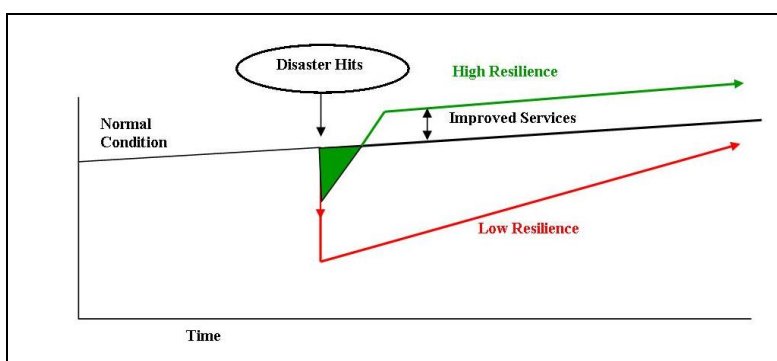 Disaster Hits
High Resilience
Normal
Condition
Improved Services
Low Resilience
Time